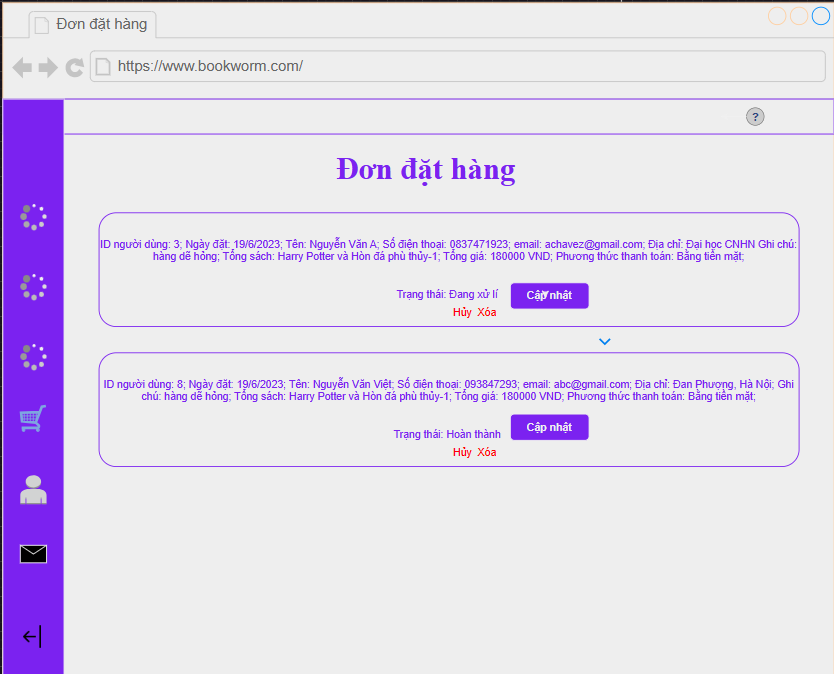 Đơn đặt hàng
https://www.bookworm.com/
?
Đơn đặt hàng
ID người dùng: 3; Ngày đặt: 19/6/2023; Tên: Nguyễn Văn A; Số điện thoại: 0837471923; email: achavez@gmail.com; Địa chỉ: Đại học CNHN Ghi chú:
hàng dễ hỏng; Tổng sách: Harry Potter và Hòn đá phù thủy-1; Tổng giá: 180000 VND; Phương thức thanh toán: Bằng tiền mặt;
Trạng thái: Đang xử lí Cập nhật
Hủy Xóa
ID người dùng: 8; Ngày đặt: 19/6/2023; Tên: Nguyễn Văn Việt; Số điện thoại: 093847293; email: abc@gmail.com; Địa chỉ: Đan Phượng, Hà Nội; Ghi
chú: hàng dễ hỏng; Tổng sách: Harry Potter và Hòn đá phù thủy-1; Tổng giá: 180000 VND; Phương thức thanh toán: Bằng tiền mặt;
Trạng thái: Hoàn thành Cập nhật
Hủy Xóa